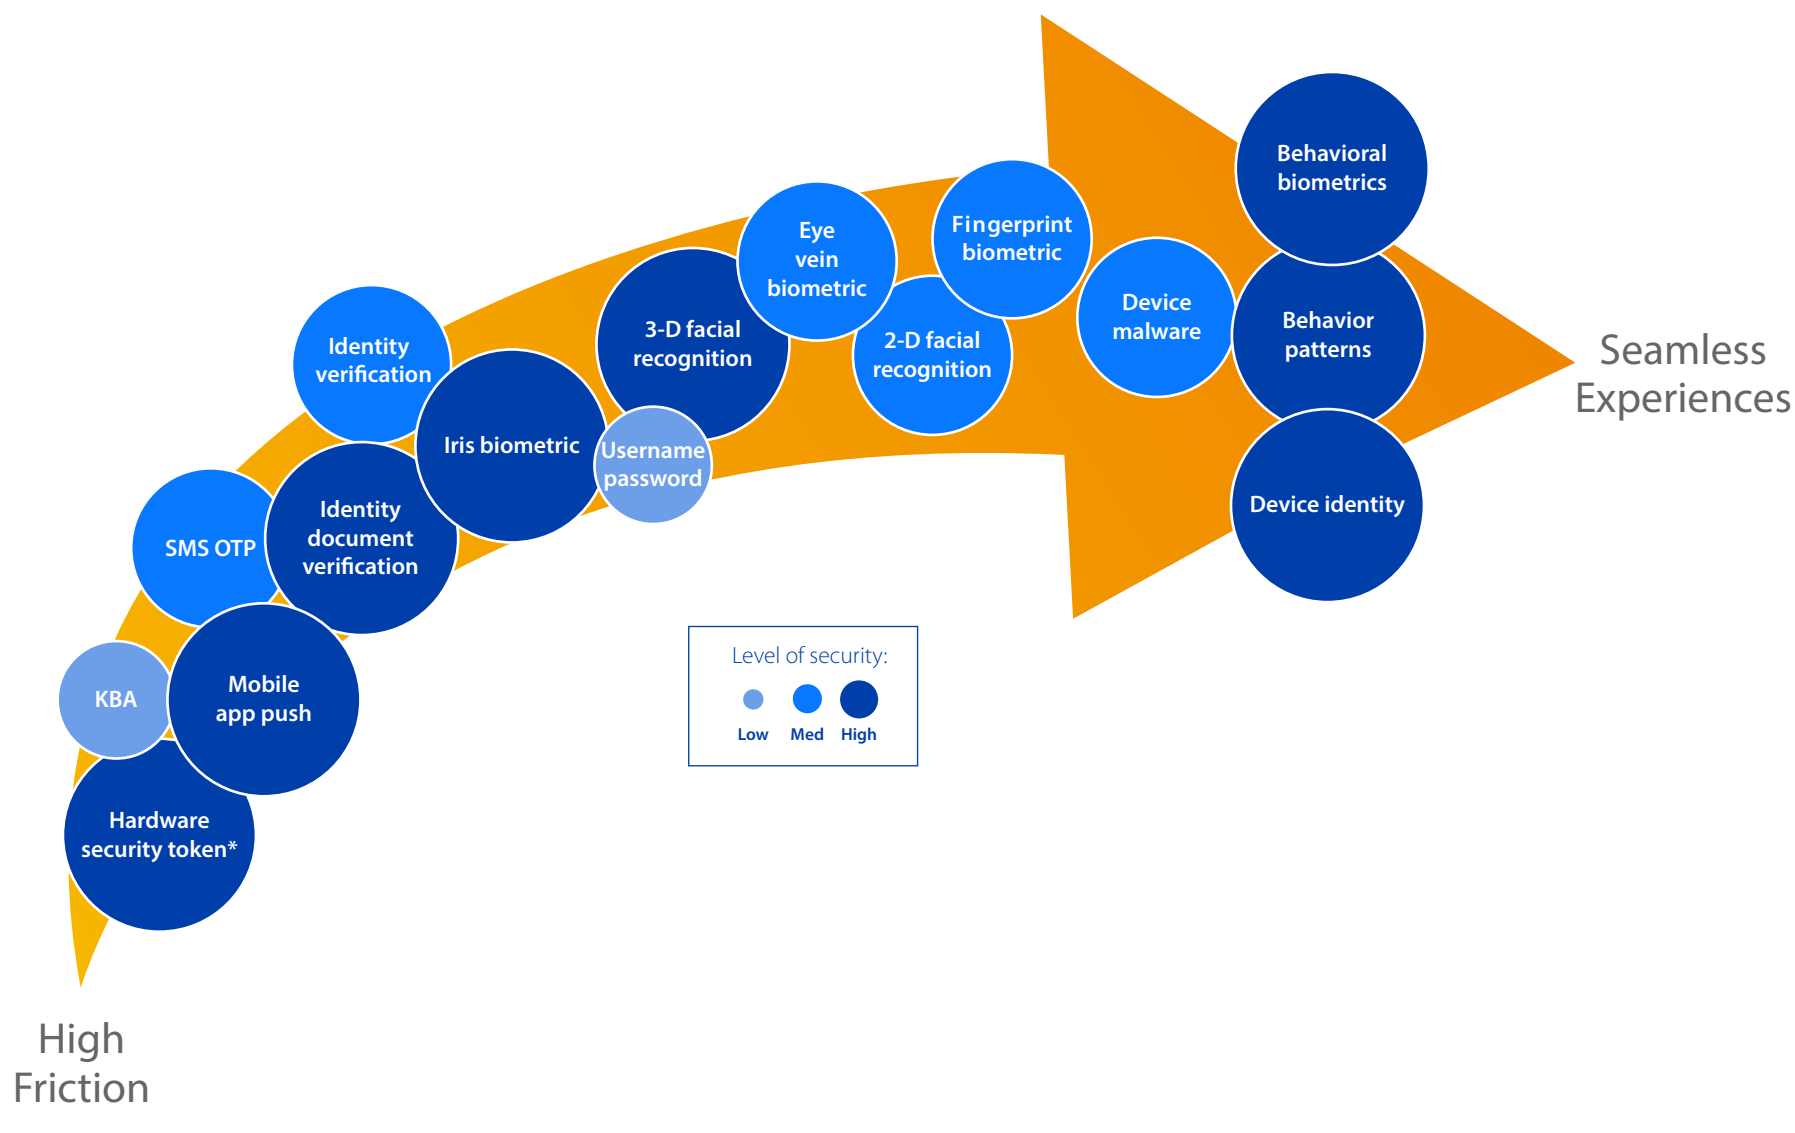 Behavioral
biometrics
Fingerprint
biometric
Eye
vein
biometric
Device
malware
Behavior
patterns
3-D facial
recognition
2-D facial
recognition
Seamless
Experiences
Identity
verification
Iris biometric
Username
password
Identity
document
verification
Device identity
SMS OTP
KBA
Mobile
app push
Hardware
security token*
Level of security:
Low Med High
High
Friction